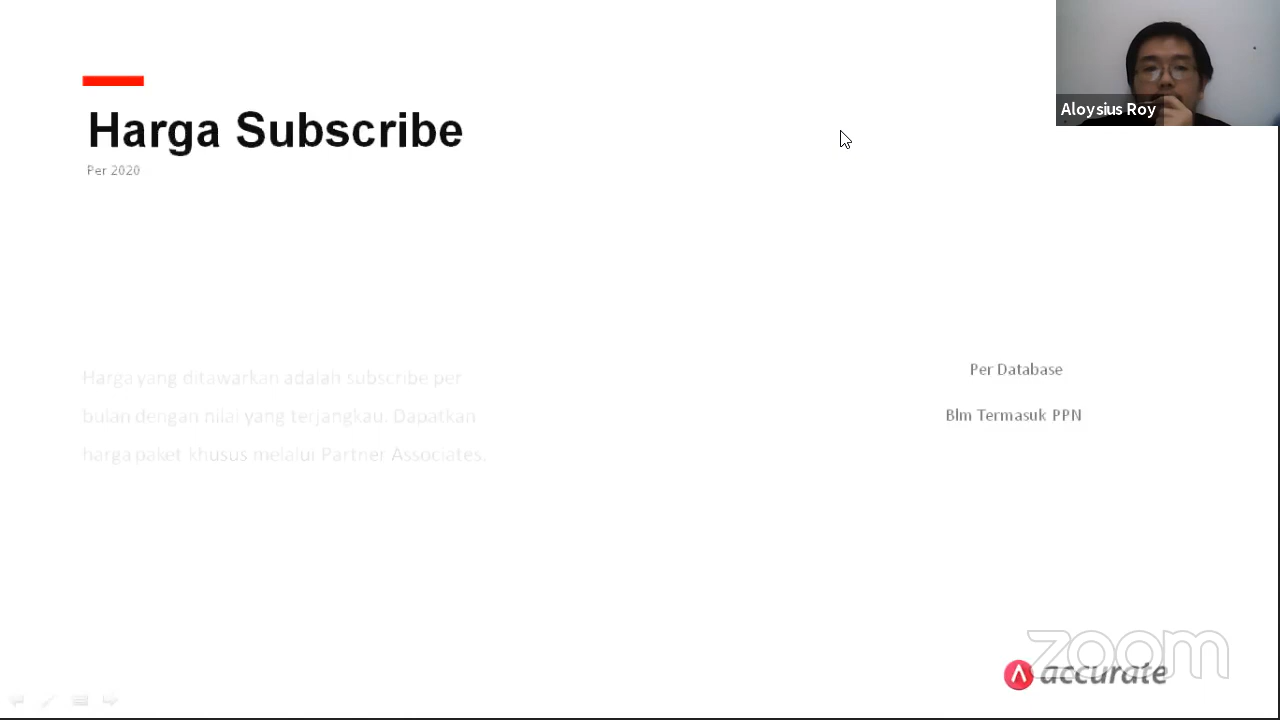 Aloysius Roy
Harga Subscribe
Per 2020
Harga yang ditawarkan adalah subscribe per
bulan dengan nilai yang terjangkau. Dapatkan
harga paket khusus melalui Partner Associates.
Per Database
Blm Termasuk PPN
zoom
accurate